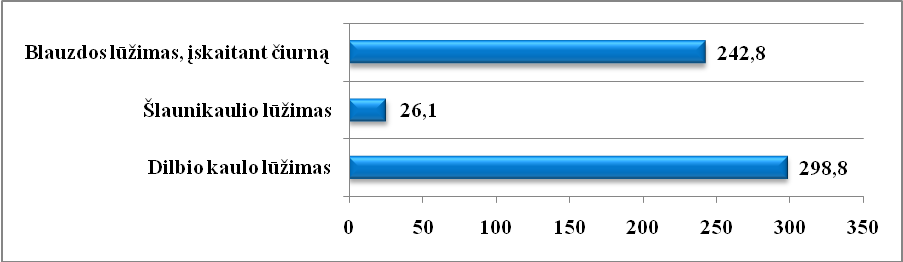 Blauzdos lūžimas, įskaitant čiurną 242,8
Šlaunikaulio lūžimas 26,1
Dilbio kaulo lūžimas 298,8
0 50 100 150 200 250 300 350